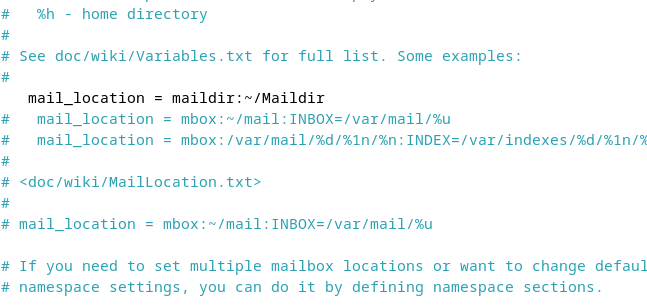 #   %h - home directory
#
# See doc/wiki/Variables.txt for full list. Some examples:
#
   mail_location = maildir:~/Maildir
#   mail_location = mbox:~/mail:INBOX=/var/mail/%u
#   mail_location = mbox:/var/mail/%d/%1n/%n:INDEX=/var/indexes/%d/%1n/%
#
# <doc/wiki/MailLocation.txt>
#
# mail_location = mbox:~/mail:INBOX=/var/mail/%u

# If you need to set multiple mailbox locations or want to change defaul
# namespace settings, you can do it by defining namespace sections.